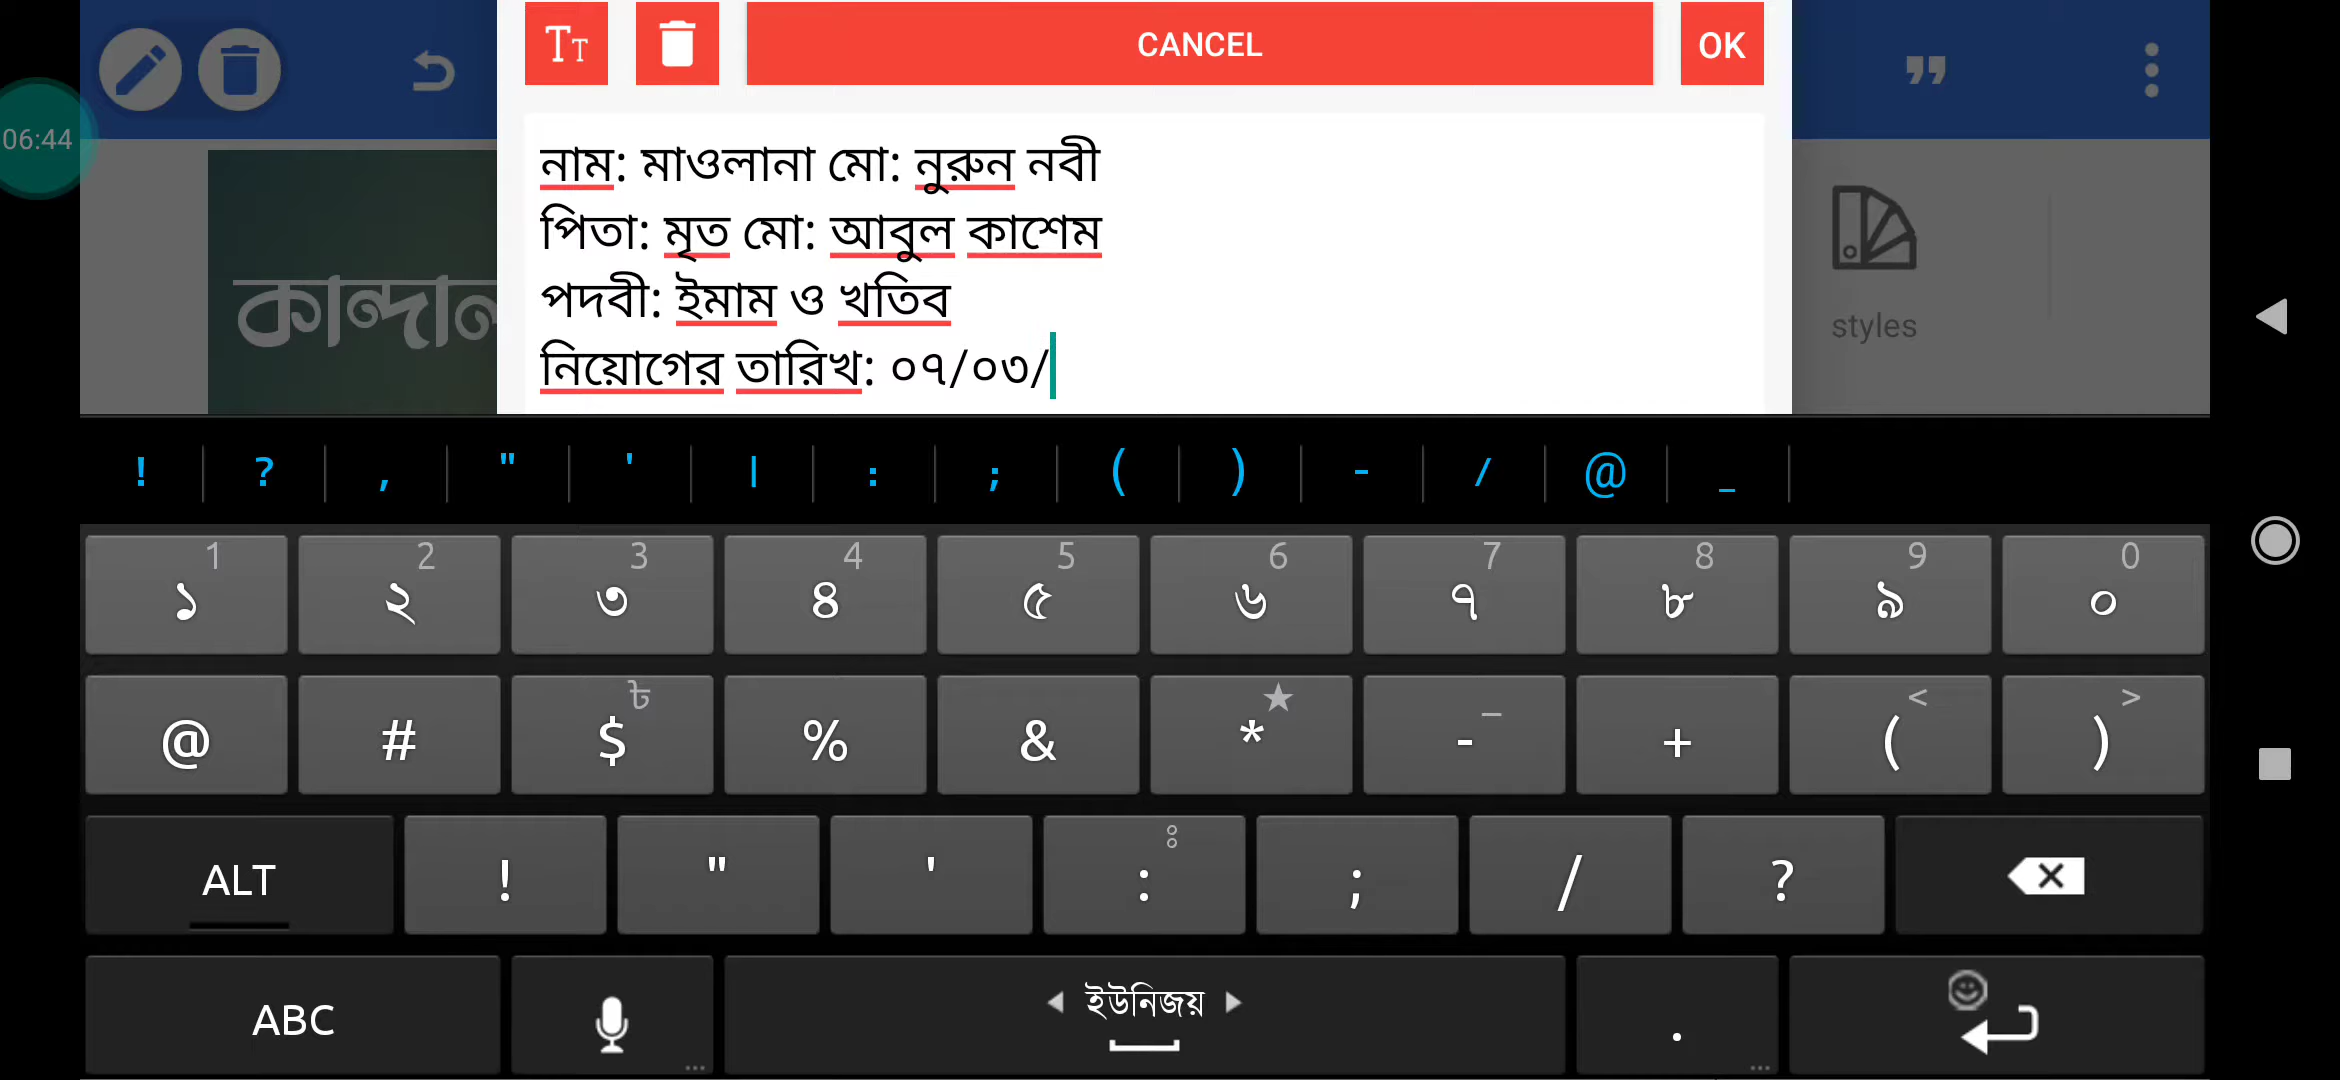 CANCEL
OK
06:44
নাম: মাওলানা মো: নুরুন নবী
পিতা: মৃত মো: আবুল কাশেম
পদবী: ইমাম ও খতিব
নিয়োগের তারিখ: ০৭/০৩/
styles
! ? , " ' | : ; ( ) - / @ _
1 2 3 4 5 6 7 8 9 0
১ ২ ৩ ৪ ৫ ৬ ৭ ৮ ৯ ০
৳ ★ _ < >
@ # $ % & * - + ( )
ALT ! " ' : ; / ?
ABC ইউনিজয় .